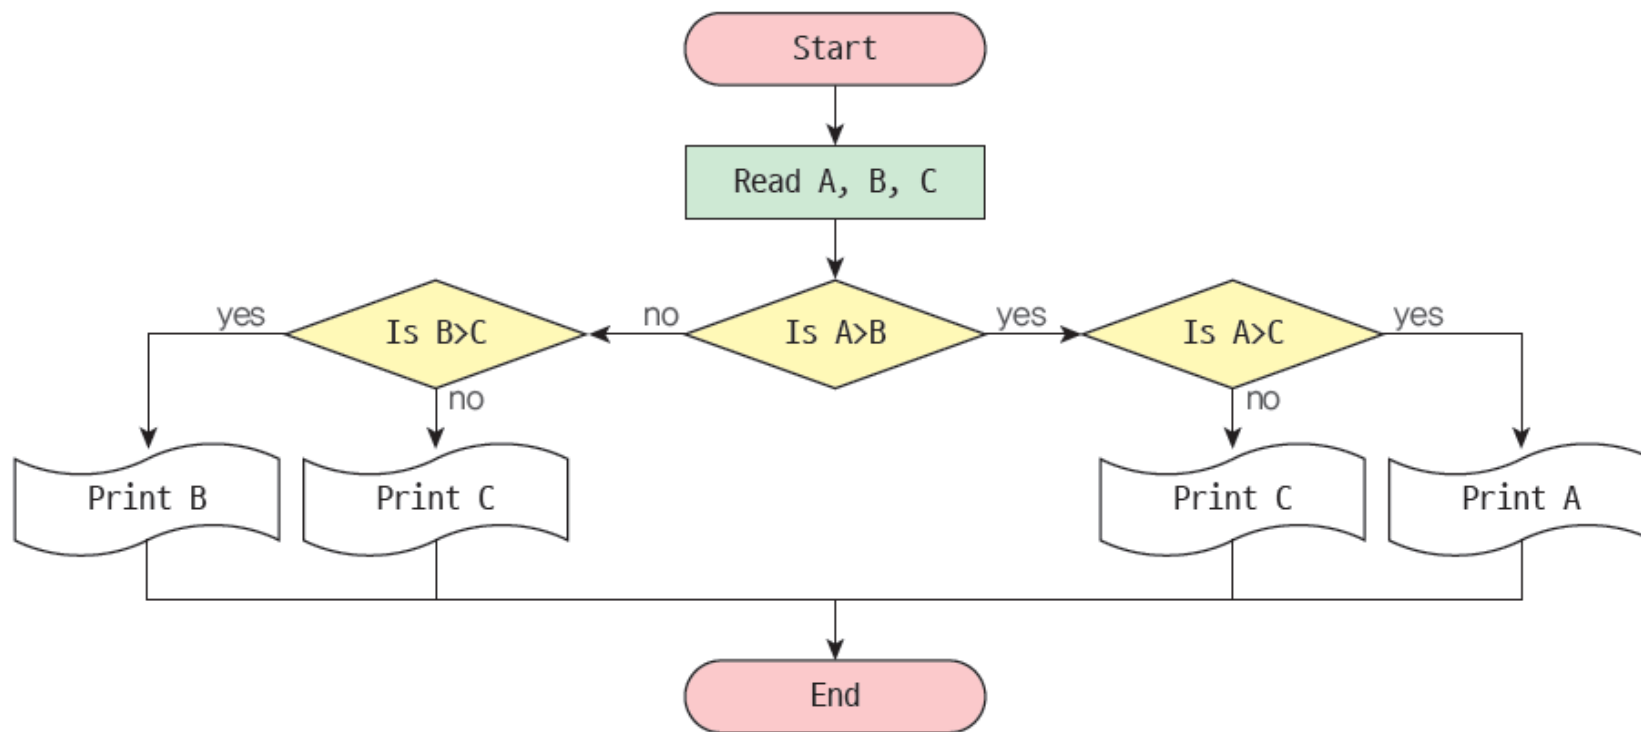 Start
Read A, B, C
yes
Is B>C
no
Is A>B
yes
Is A>C
yes
no
no
Print B
Print C
Print C
Print A
End